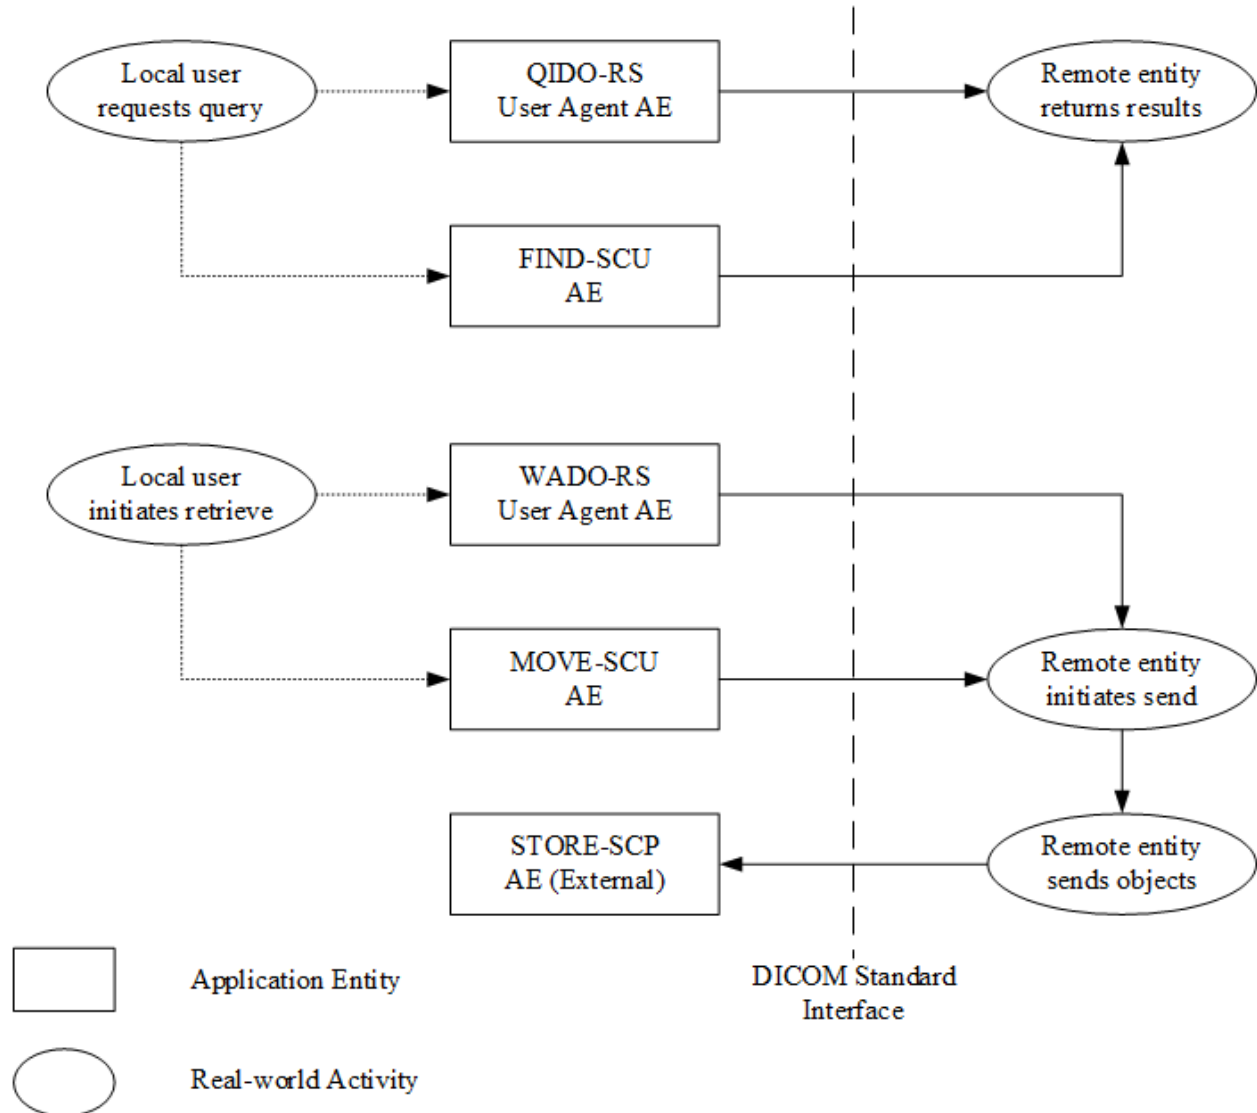 Local user
requests query
QIDO-RS
User Agent AE
Remote entity
returns results
FIND-SCU
AE
Local user
initiates retrieve
WADO-RS
User Agent AE
MOVE-SCU
AE
Remote entity
initiates send
STORE-SCP
AE (External)
Remote entity
sends objects
Application Entity
DICOM Standard
Interface
Real-world Activity